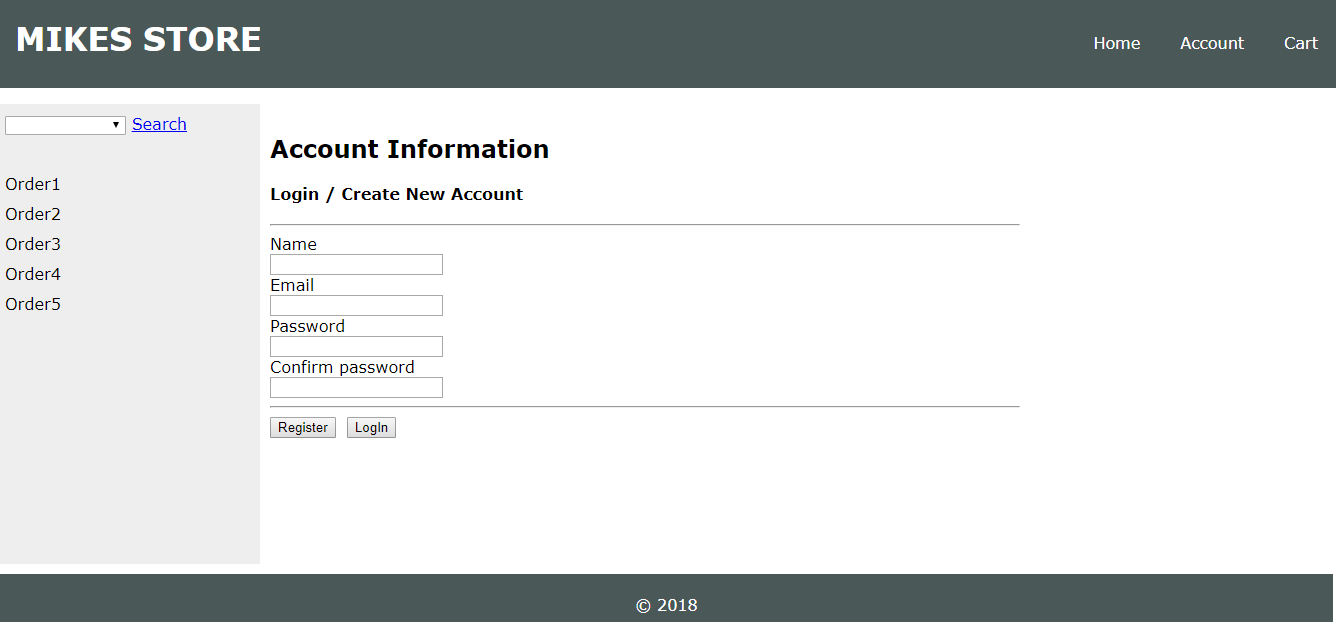 MIKES STORE
Home Account Cart
Search
Order1
Order2
Order3
Order4
Order5
Account Information
Login / Create New Account
Name
Email
Password
Confirm password
Register LogIn
© 2018